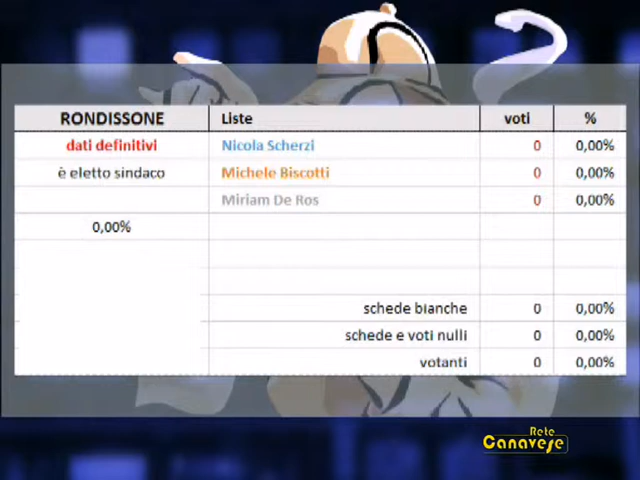 RONDISSONE Liste voti %
dati definitivi Nicola Scherzi 0 0,00%
è eletto sindaco Michele Biscotti 0 0,00%
Miriam De Ros 0 0,00%
0,00%
schede bianche 0 0,00%
schede e voti nulli 0 0,00%
votanti 0 0,00%
Rete
Canavese